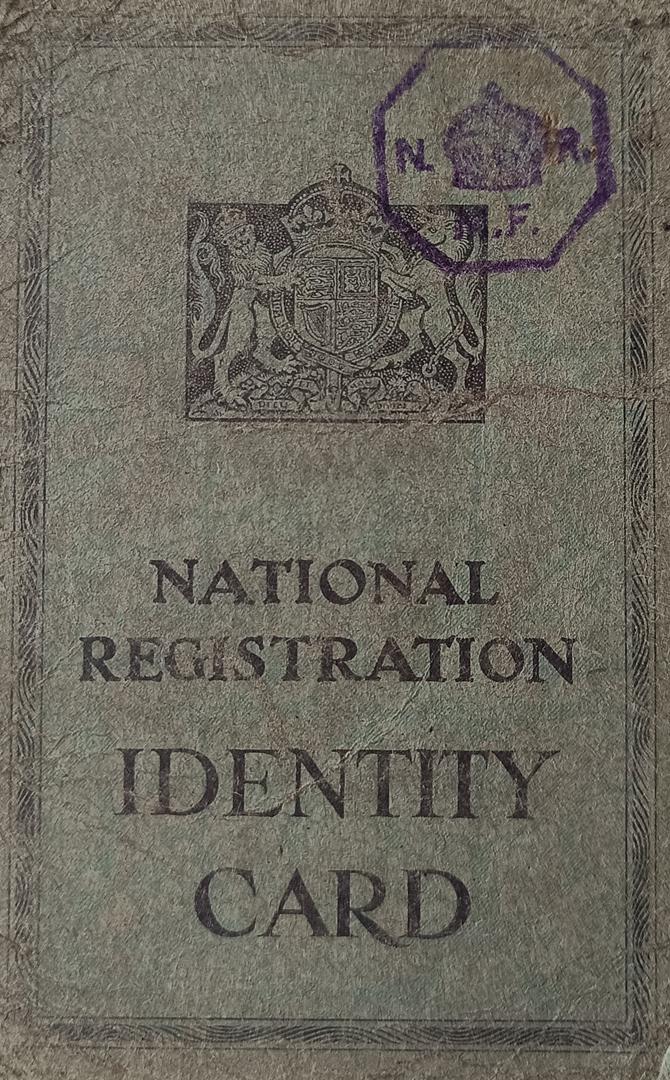 N. R.
.F.
NATIONAL
REGISTRATION
IDENTITY
CARD